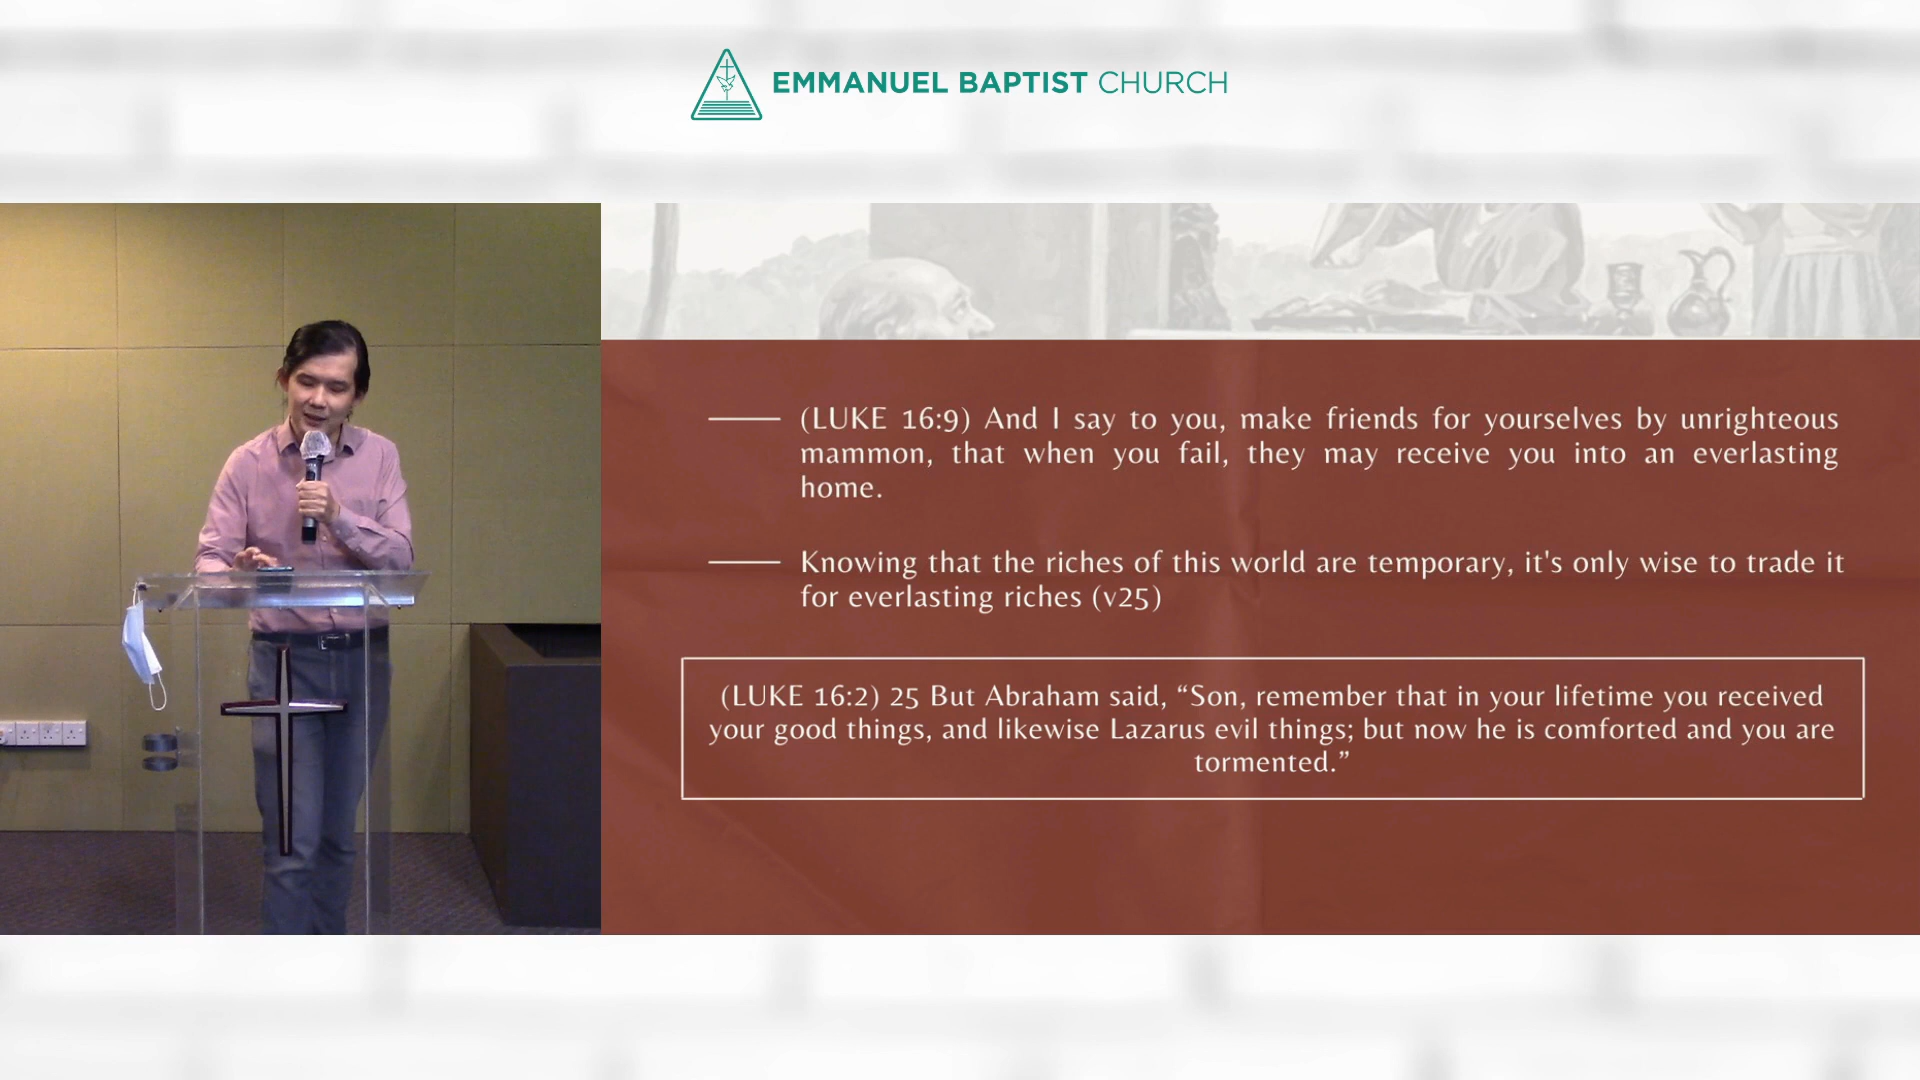 EMMANUEL BAPTIST CHURCH
(LUKE 16:9) And I say to you, make friends for yourselves by unrighteous
mammon, that when you fail, they may receive you into an everlasting
home.
Knowing that the riches of this world are temporary, it's only wise to trade it
for everlasting riches (v25)
(LUKE 16:2) 25 But Abraham said, “Son, remember that in your lifetime you received
your good things, and likewise Lazarus evil things; but now he is comforted and you are
tormented.”